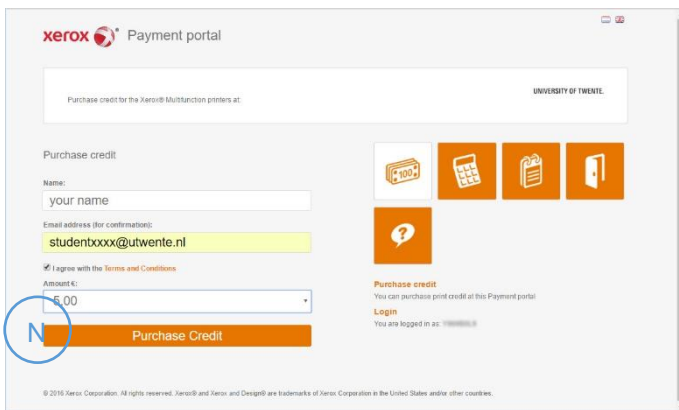 xerox Payment portal
Purchase credit for the Xerox® Multifunction printers at:
UNIVERSITY OF TWENTE.
Purchase credit
Name:
your name
Email address (for confirmation):
studentxxxx@utwente.nl
I agree with the Terms and Conditions
Amount €:
5,00
N
Purchase Credit
100
?
Purchase credit
You can purchase print credit at this Payment portal
Login
You are logged in as:
© 2016 Xerox Corporation. All rights reserved. Xerox® and Xerox and Design® are trademarks of Xerox Corporation in the United States and/or other countries.